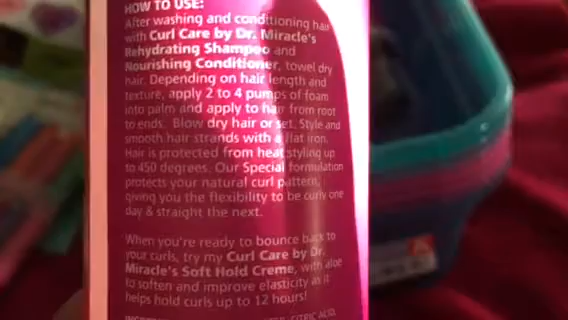 HOW TO USE:
After washing and conditioning hair
with Curl Care by Dr. Miracle's
Rehydrating Shampoo and
Nourishing Conditioner, towel dry
hair. Depending on hair length and
texture, apply 2 to 4 pumps of foam
into palm and apply to hair from root
to ends. Blow dry hair or set. Style and
smooth hair strands with a flat iron.
Hair is protected from heat styling up
to 450 degrees. Our Special formulation
protects your natural curl pattern,
giving you the flexibility to be curly one
day & straight the next.
When you're ready to bounce back to
your curls, try my Curl Care by Dr.
Miracle's Soft Hold Creme, with aloe
to soften and improve elasticity as it
helps hold curls up to 12 hours!
CITRIC ACID,